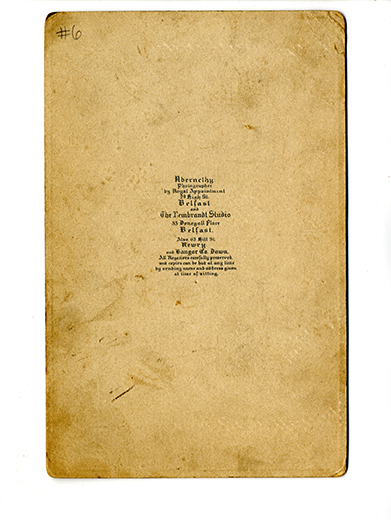 #6
Abernethy
Photographer
by Royal Appointment
29 High St.
Belfast
and
The Rembrandt Studio
35 Donegall Place
Belfast.
Also 63 Hill St.
Newry
and Bangor Co. Down.
All Negatives carefully preserved
and copies can be had at any time
by sending name and address given
at time of sitting.